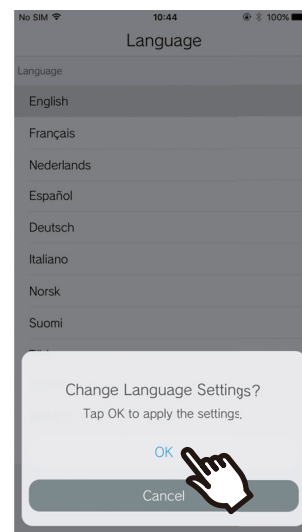 No SIM 10:44 100%
Language
Language
English
Français
Nederlands
Español
Deutsch
Italiano
Norsk
Suomi
Change Language Settings?
Tap OK to apply the settings.
OK
Cancel